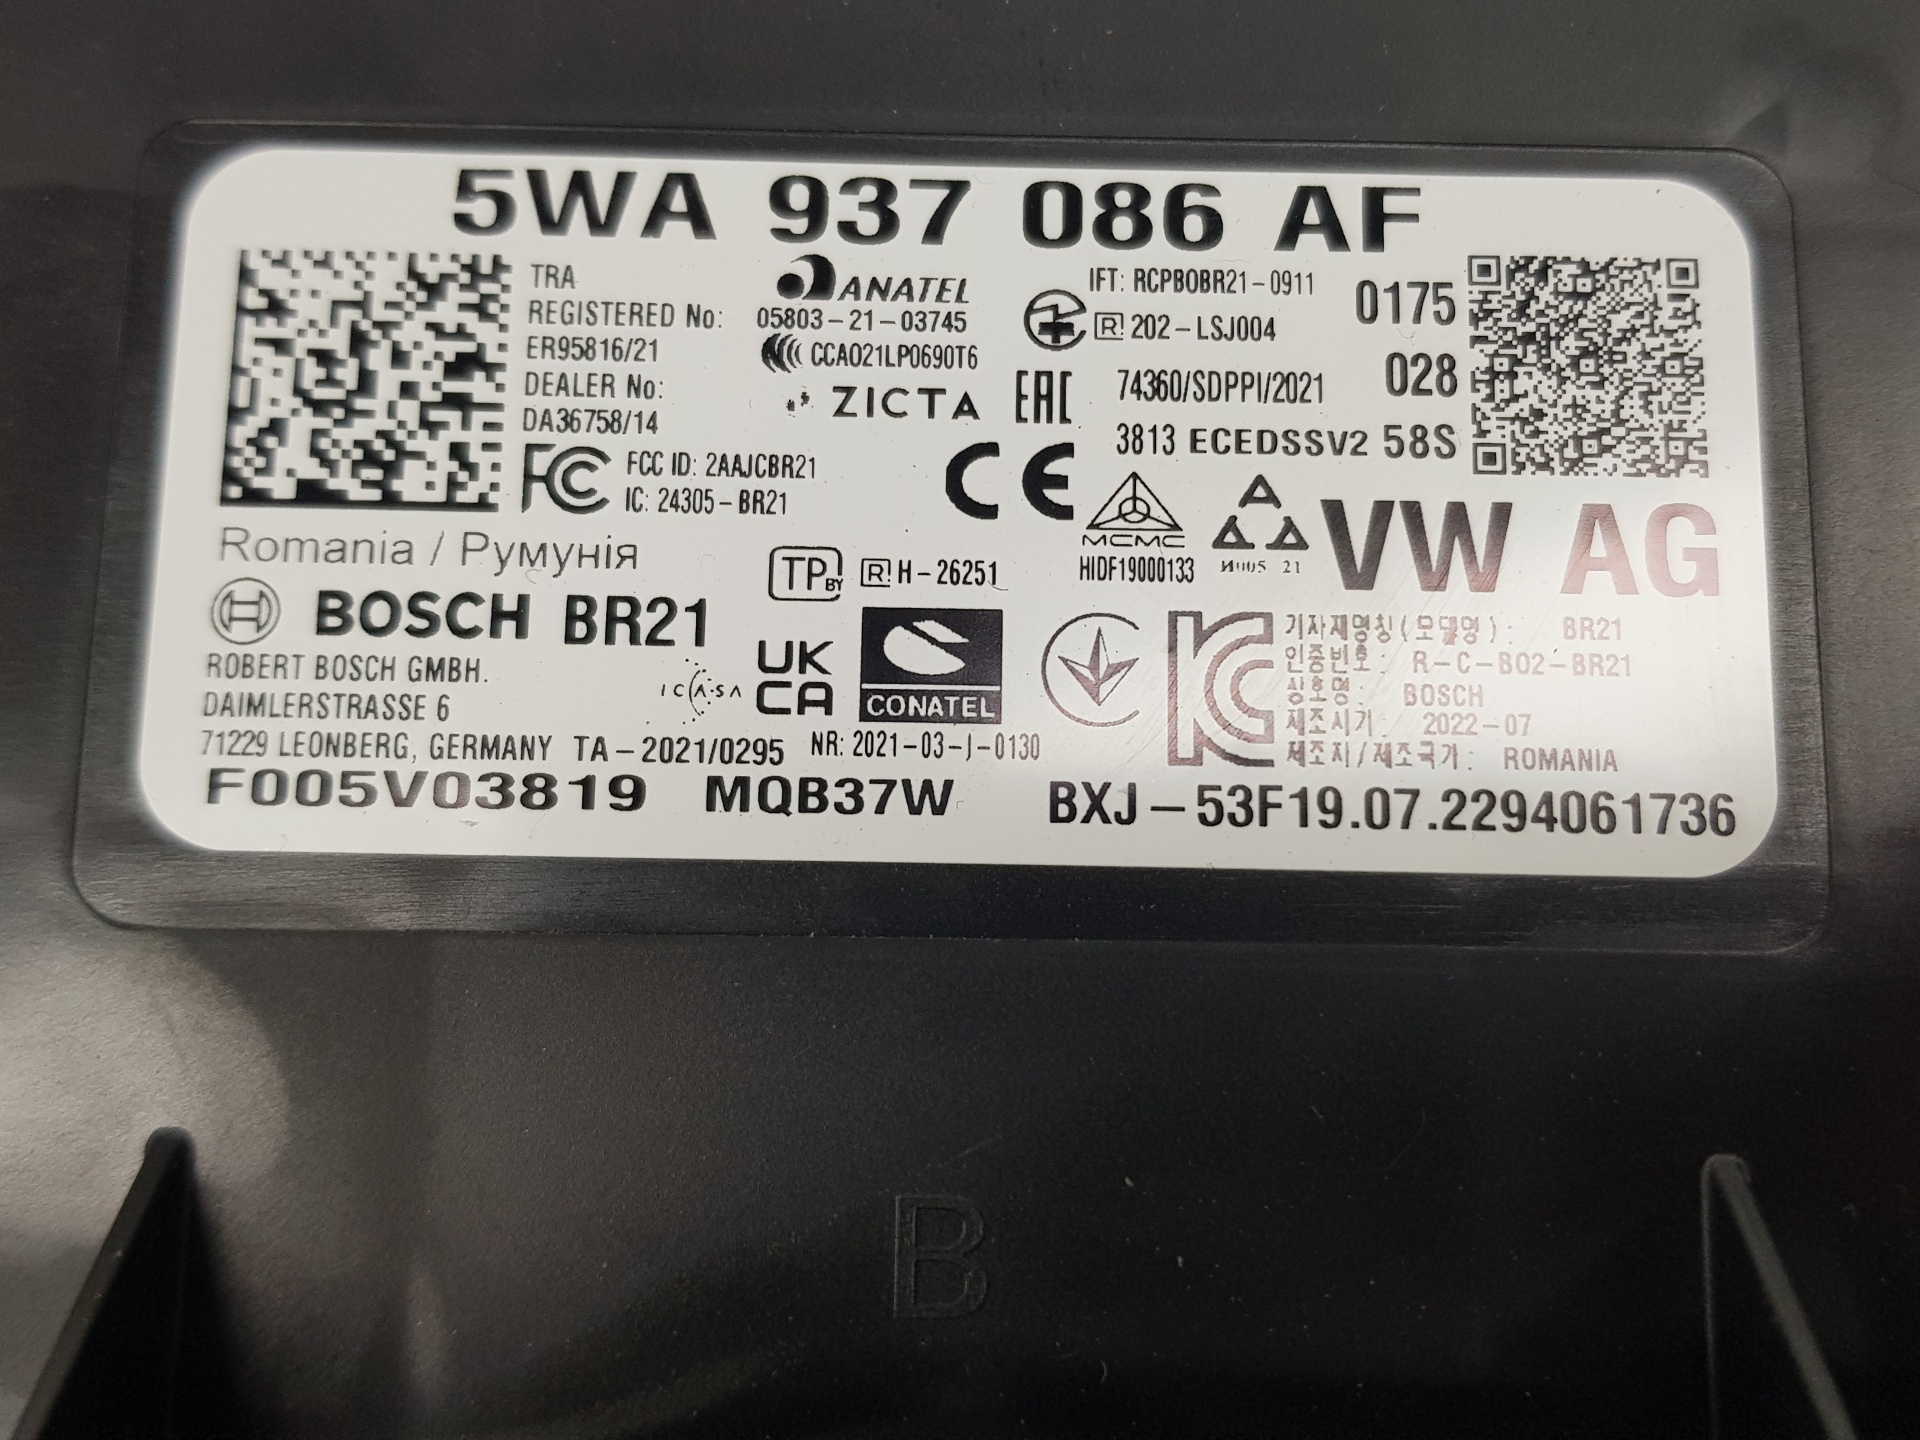 5WA 937 086 AF
TRA
REGISTERED No:
ER95816/21
DEALER No:
DA36758/14
FCC ID: 2AAJCBR21
IC: 24305-BR21
ANATEL
05803-21-03745
CCAO21LP0690T6
ZICTA
IFT: RCPBOBR21-0911
R 202-LSJ004
EAC
74360/SDPPI/2021
3813 ECEDSSV2 58S
0175
028
FC
CE
MCMC
HIDF19000133
VW AG
Romania / Румунія
TP BY
R H-26251
BOSCH BR21
ROBERT BOSCH GMBH.
DAIMLERSTRASSE 6
71229 LEONBERG, GERMANY
ICASA
UK
CA
CONATEL
TA-2021/0295
NR: 2021-03-J-0130
기자재명칭(모델명): BR21
인증번호: R-C-BO2-BR21
상호명: BOSCH
제조시기: 2022-07
제조자/제조국가: ROMANIA
F005V03819
MQB37W
BXJ-53F19.07.2294061736
B